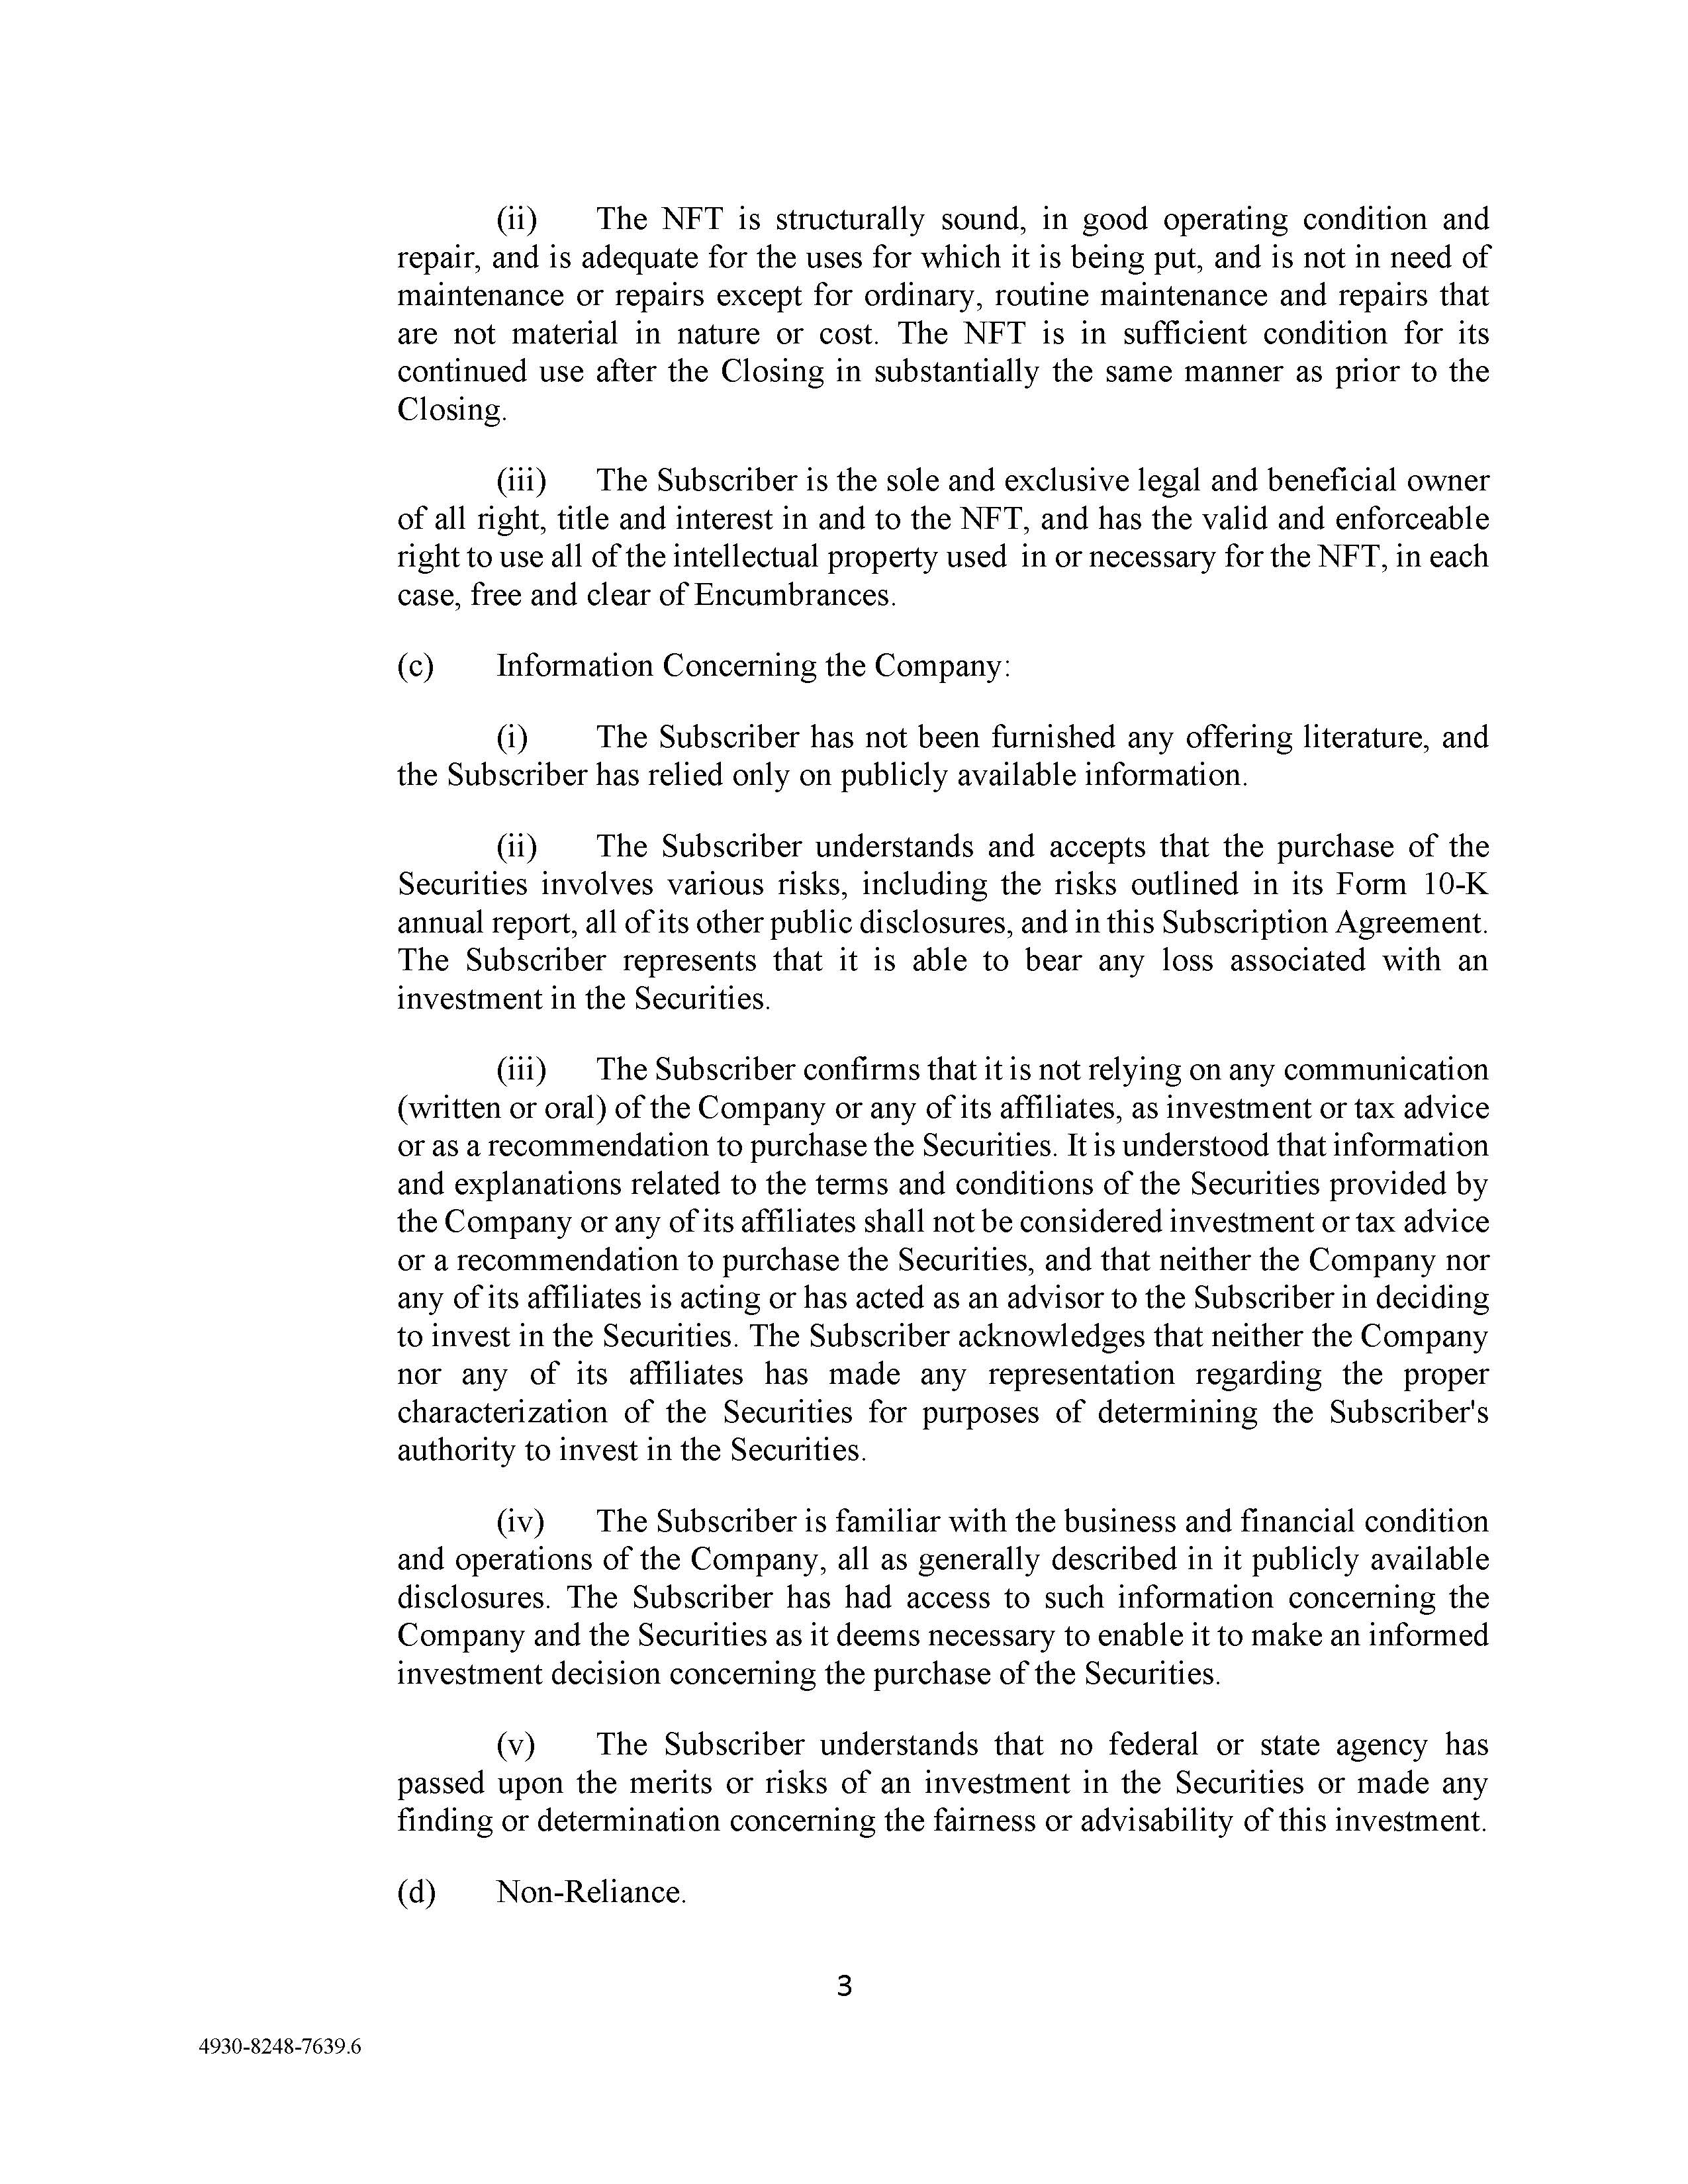 (ii) The NFT is structurally sound, in good operating condition and
repair, and is adequate for the uses for which it is being put, and is not in need of
maintenance or repairs except for ordinary, routine maintenance and repairs that
are not material in nature or cost. The NFT is in sufficient condition for its
continued use after the Closing in substantially the same manner as prior to the
Closing.
(iii) The Subscriber is the sole and exclusive legal and beneficial owner
of all right, title and interest in and to the NFT, and has the valid and enforceable
right to use all of the intellectual property used in or necessary for the NFT, in each
case, free and clear of Encumbrances.
(c) Information Concerning the Company:
(i) The Subscriber has not been furnished any offering literature, and
the Subscriber has relied only on publicly available information.
(ii) The Subscriber understands and accepts that the purchase of the
Securities involves various risks, including the risks outlined in its Form 10-K
annual report, all of its other public disclosures, and in this Subscription Agreement.
The Subscriber represents that it is able to bear any loss associated with an
investment in the Securities.
(iii) The Subscriber confirms that it is not relying on any communication
(written or oral) of the Company or any of its affiliates, as investment or tax advice
or as a recommendation to purchase the Securities. It is understood that information
and explanations related to the terms and conditions of the Securities provided by
the Company or any of its affiliates shall not be considered investment or tax advice
or a recommendation to purchase the Securities, and that neither the Company nor
any of its affiliates is acting or has acted as an advisor to the Subscriber in deciding
to invest in the Securities. The Subscriber acknowledges that neither the Company
nor any of its affiliates has made any representation regarding the proper
characterization of the Securities for purposes of determining the Subscriber's
authority to invest in the Securities.
(iv) The Subscriber is familiar with the business and financial condition
and operations of the Company, all as generally described in it publicly available
disclosures. The Subscriber has had access to such information concerning the
Company and the Securities as it deems necessary to enable it to make an informed
investment decision concerning the purchase of the Securities.
(v) The Subscriber understands that no federal or state agency has
passed upon the merits or risks of an investment in the Securities or made any
finding or determination concerning the fairness or advisability of this investment.
(d) Non-Reliance.
3
4930-8248-7639.6